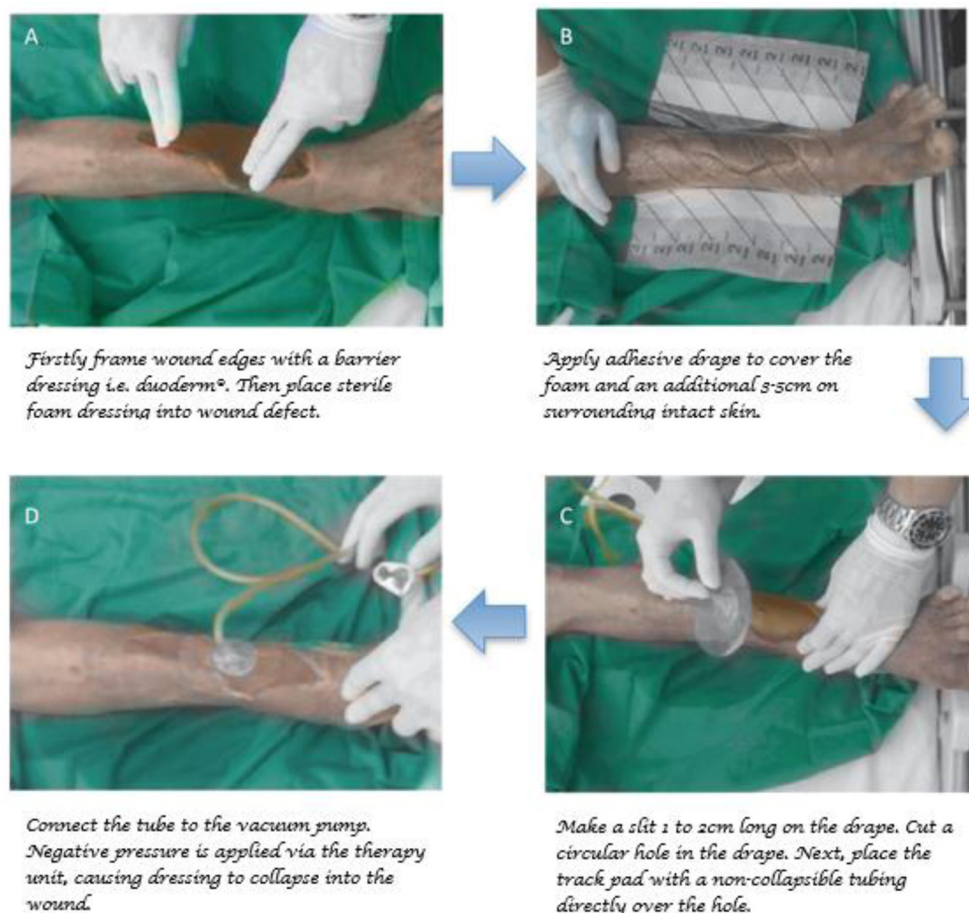 A
B
Firstly frame wound edges with a barrier
dressing i.e. duoderm®. Then place sterile
foam dressing into wound defect.
Apply adhesive drape to cover the
foam and an additional 3-5cm on
surrounding intact skin.
D
C
Connect the tube to the vacuum pump.
Negative pressure is applied via the therapy
unit, causing dressing to collapse into the
wound.
Make a slit 1 to 2cm long on the drape. Cut a
circular hole in the drape. Next, place the
track pad with a non-collapsible tubing
directly over the hole.